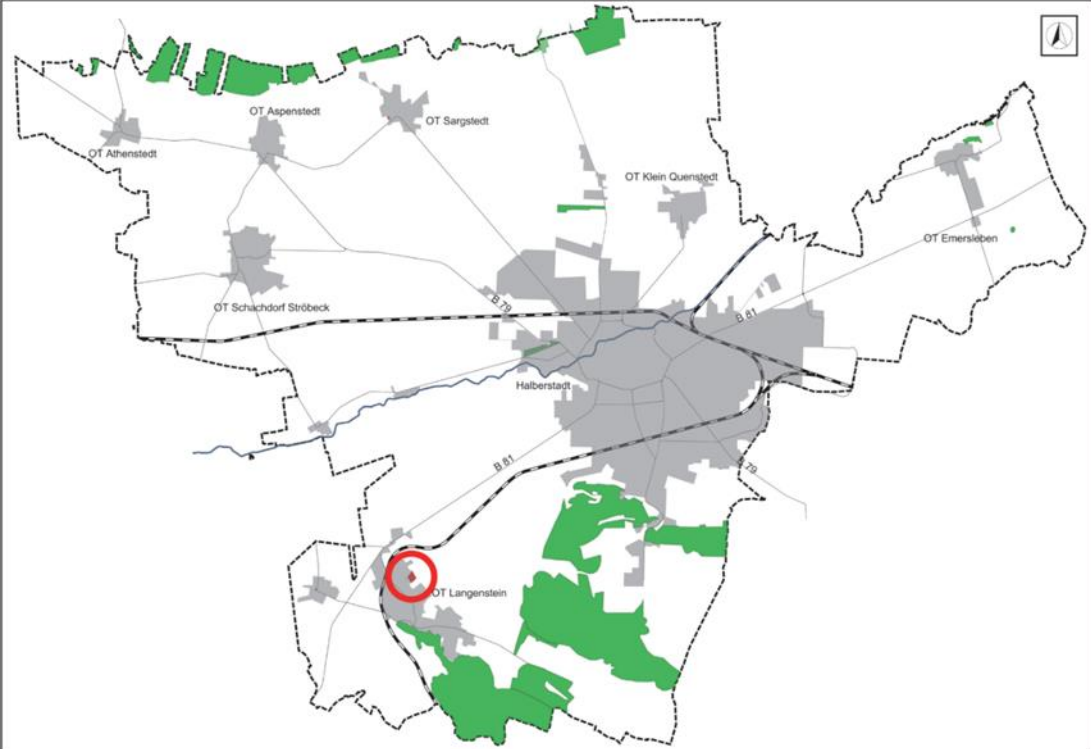 OT Aspenstedt
OT Sargstedt
OT Athenstedt
OT Klein Quenstedt
OT Emersleben
OT Schachdorf Ströbeck
B 79
B 81
Halberstadt
B 81
B 79
OT Langenstein